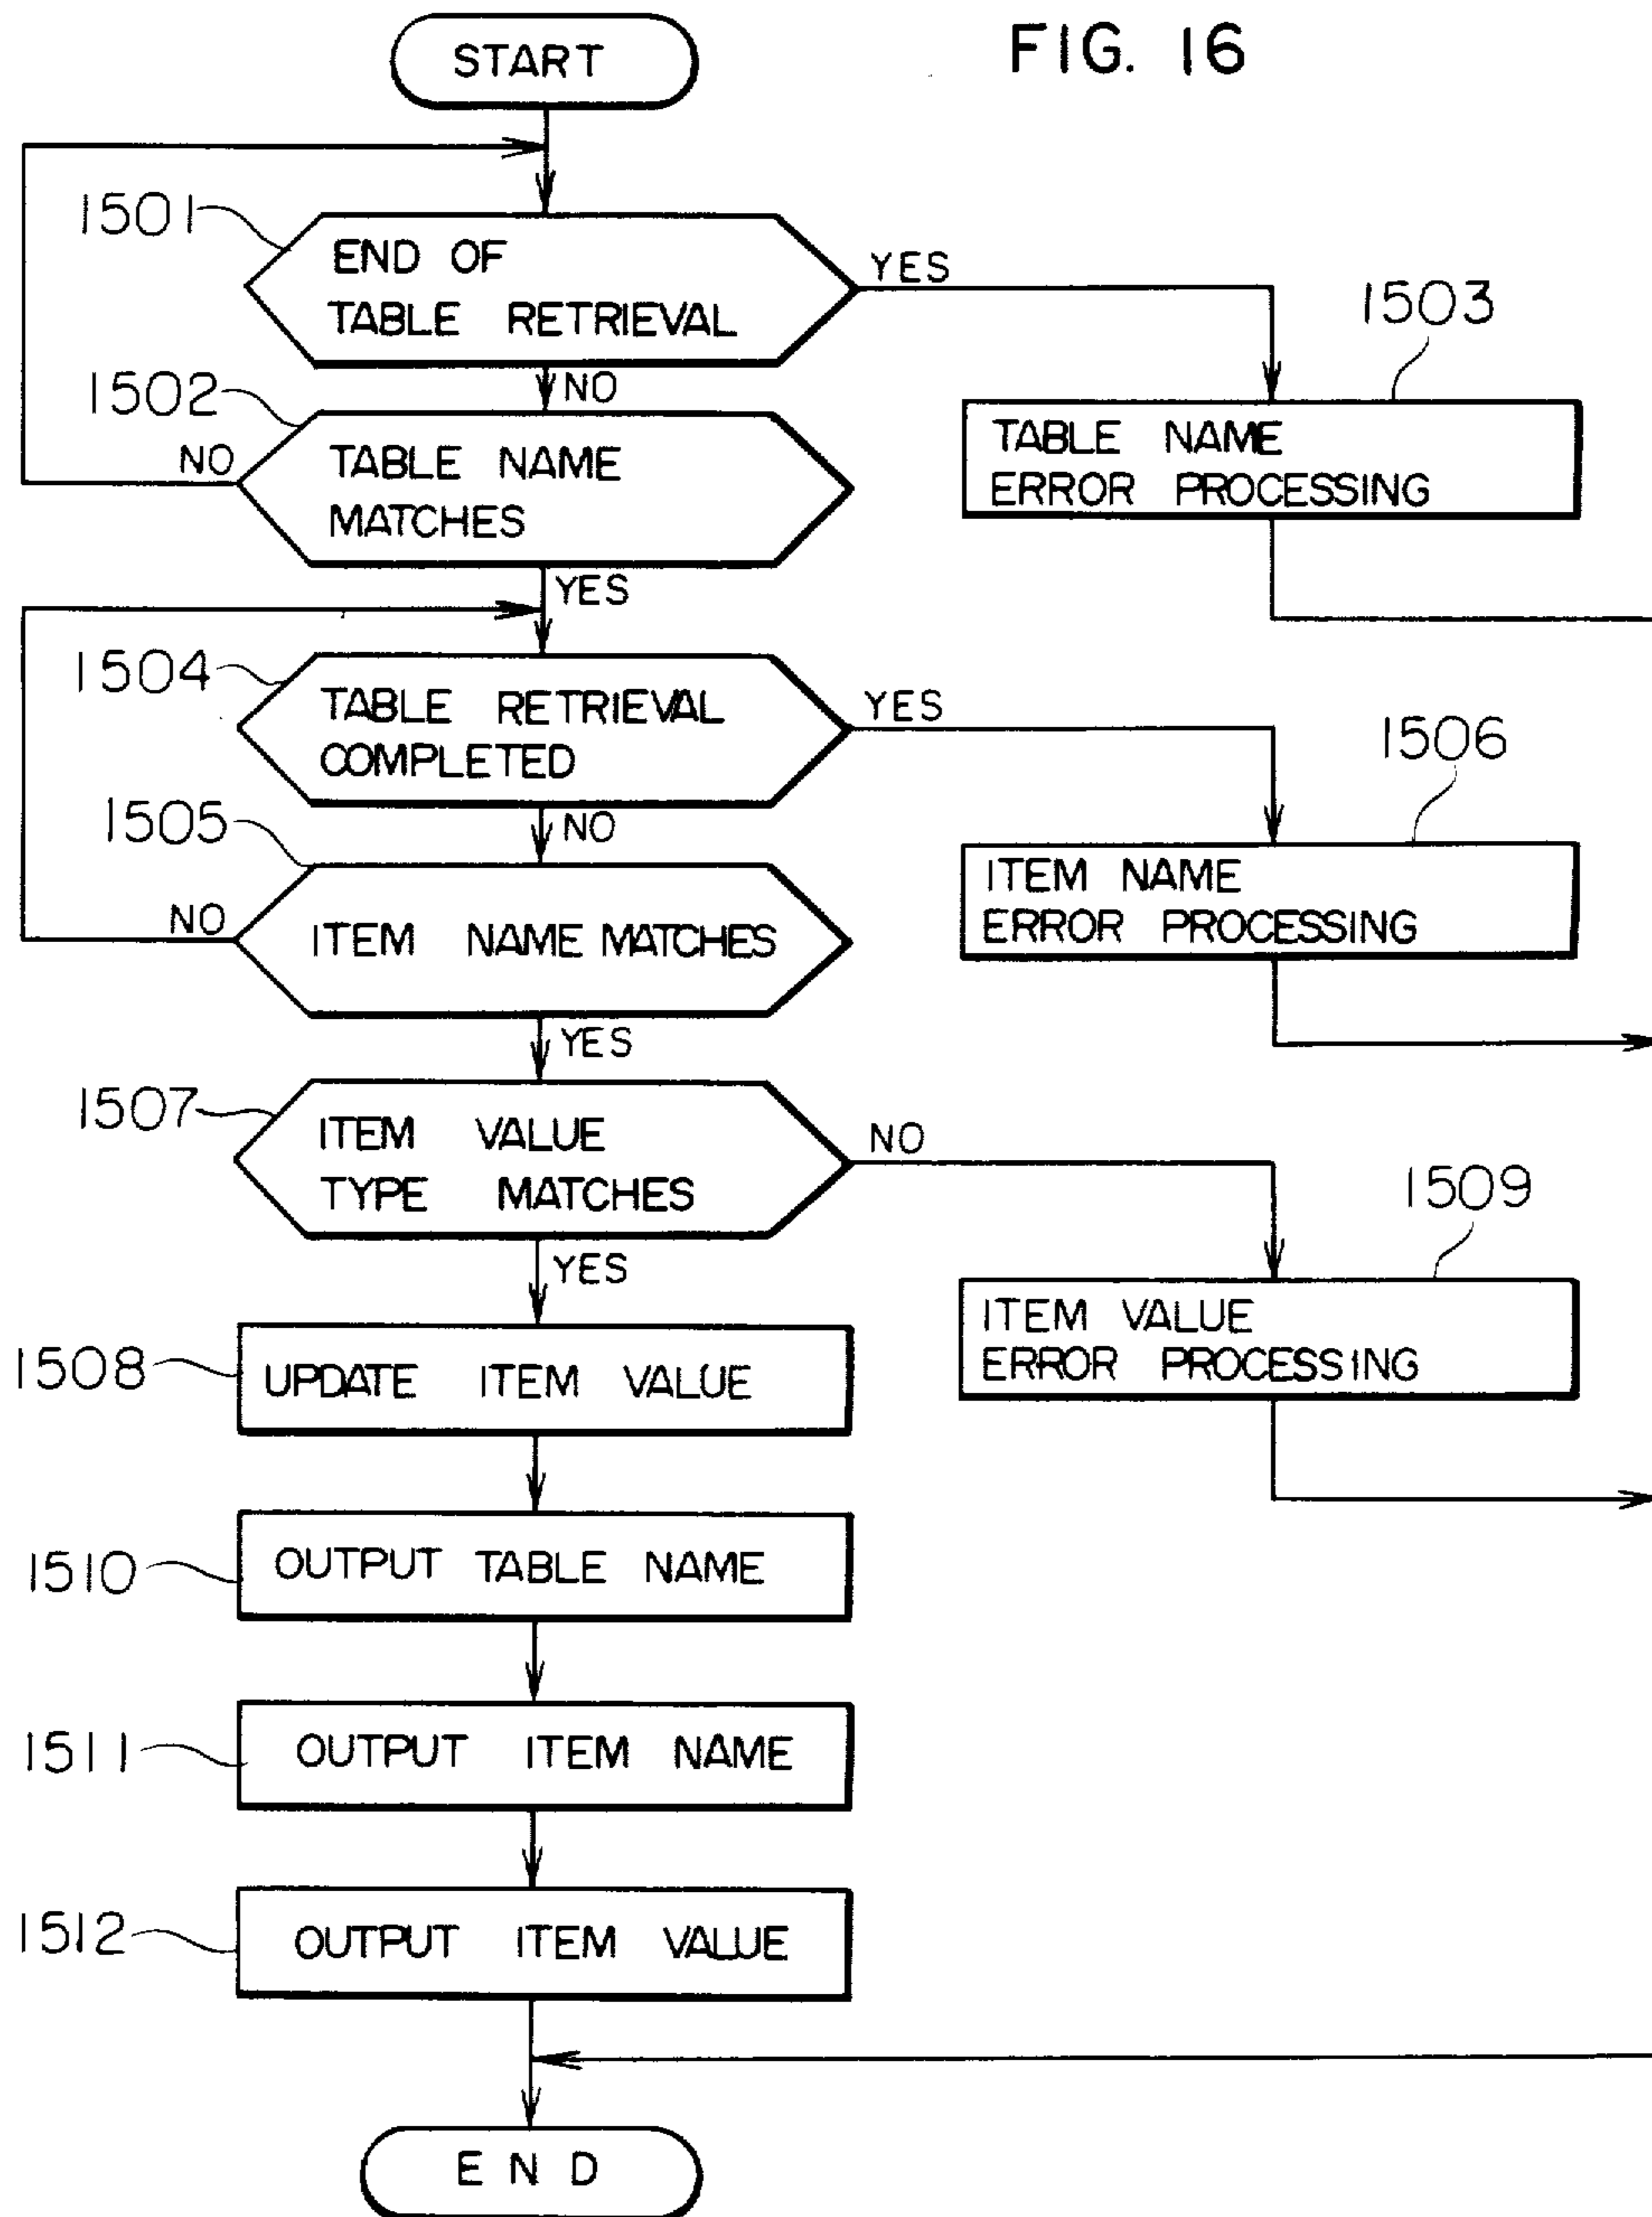 FIG. 16
START
1501
END OF
TABLE RETRIEVAL
YES
1503
NO
1502
NO
TABLE NAME
MATCHES
TABLE NAME
ERROR PROCESSING
YES
1504
TABLE RETRIEVAL
COMPLETED
YES
1506
NO
1505
NO
ITEM NAME MATCHES
ITEM NAME
ERROR PROCESSING
YES
1507
ITEM VALUE
TYPE MATCHES
NO
1509
YES
ITEM VALUE
ERROR PROCESSING
1508
UPDATE ITEM VALUE
1510
OUTPUT TABLE NAME
1511
OUTPUT ITEM NAME
1512
OUTPUT ITEM VALUE
END